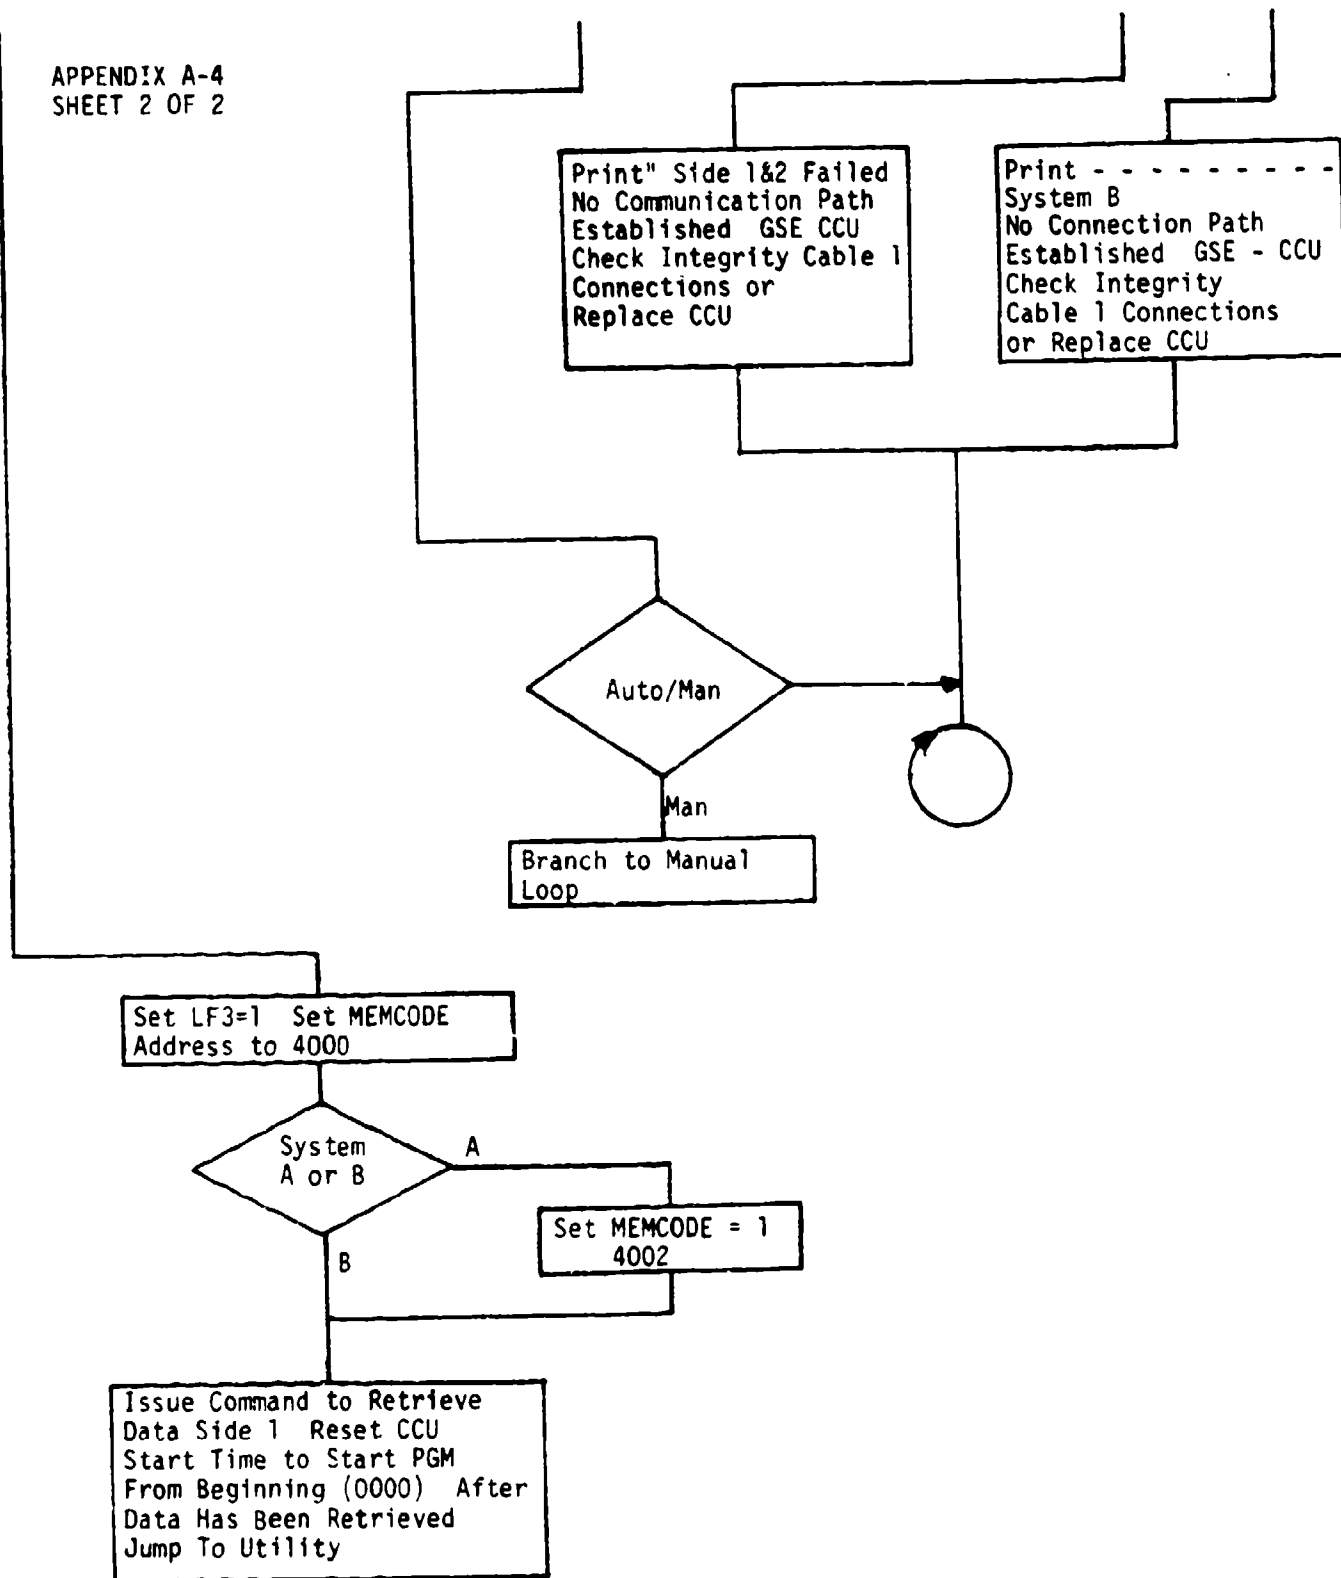 APPENDIX A-4
SHEET 2 OF 2
Print" Side 1&2 Failed
No Communication Path
Established GSE CCU
Check Integrity Cable 1
Connections or
Replace CCU
Print - - - - - - - - -
System B
No Connection Path
Established GSE - CCU
Check Integrity
Cable 1 Connections
or Replace CCU
Auto/Man
Man
Branch to Manual
Loop
Set LF3=1 Set MEMCODE
Address to 4000
System
A or B
A
B
Set MEMCODE = 1
4002
Issue Command to Retrieve
Data Side 1 Reset CCU
Start Time to Start PGM
From Beginning (0000) After
Data Has Been Retrieved
Jump To Utility